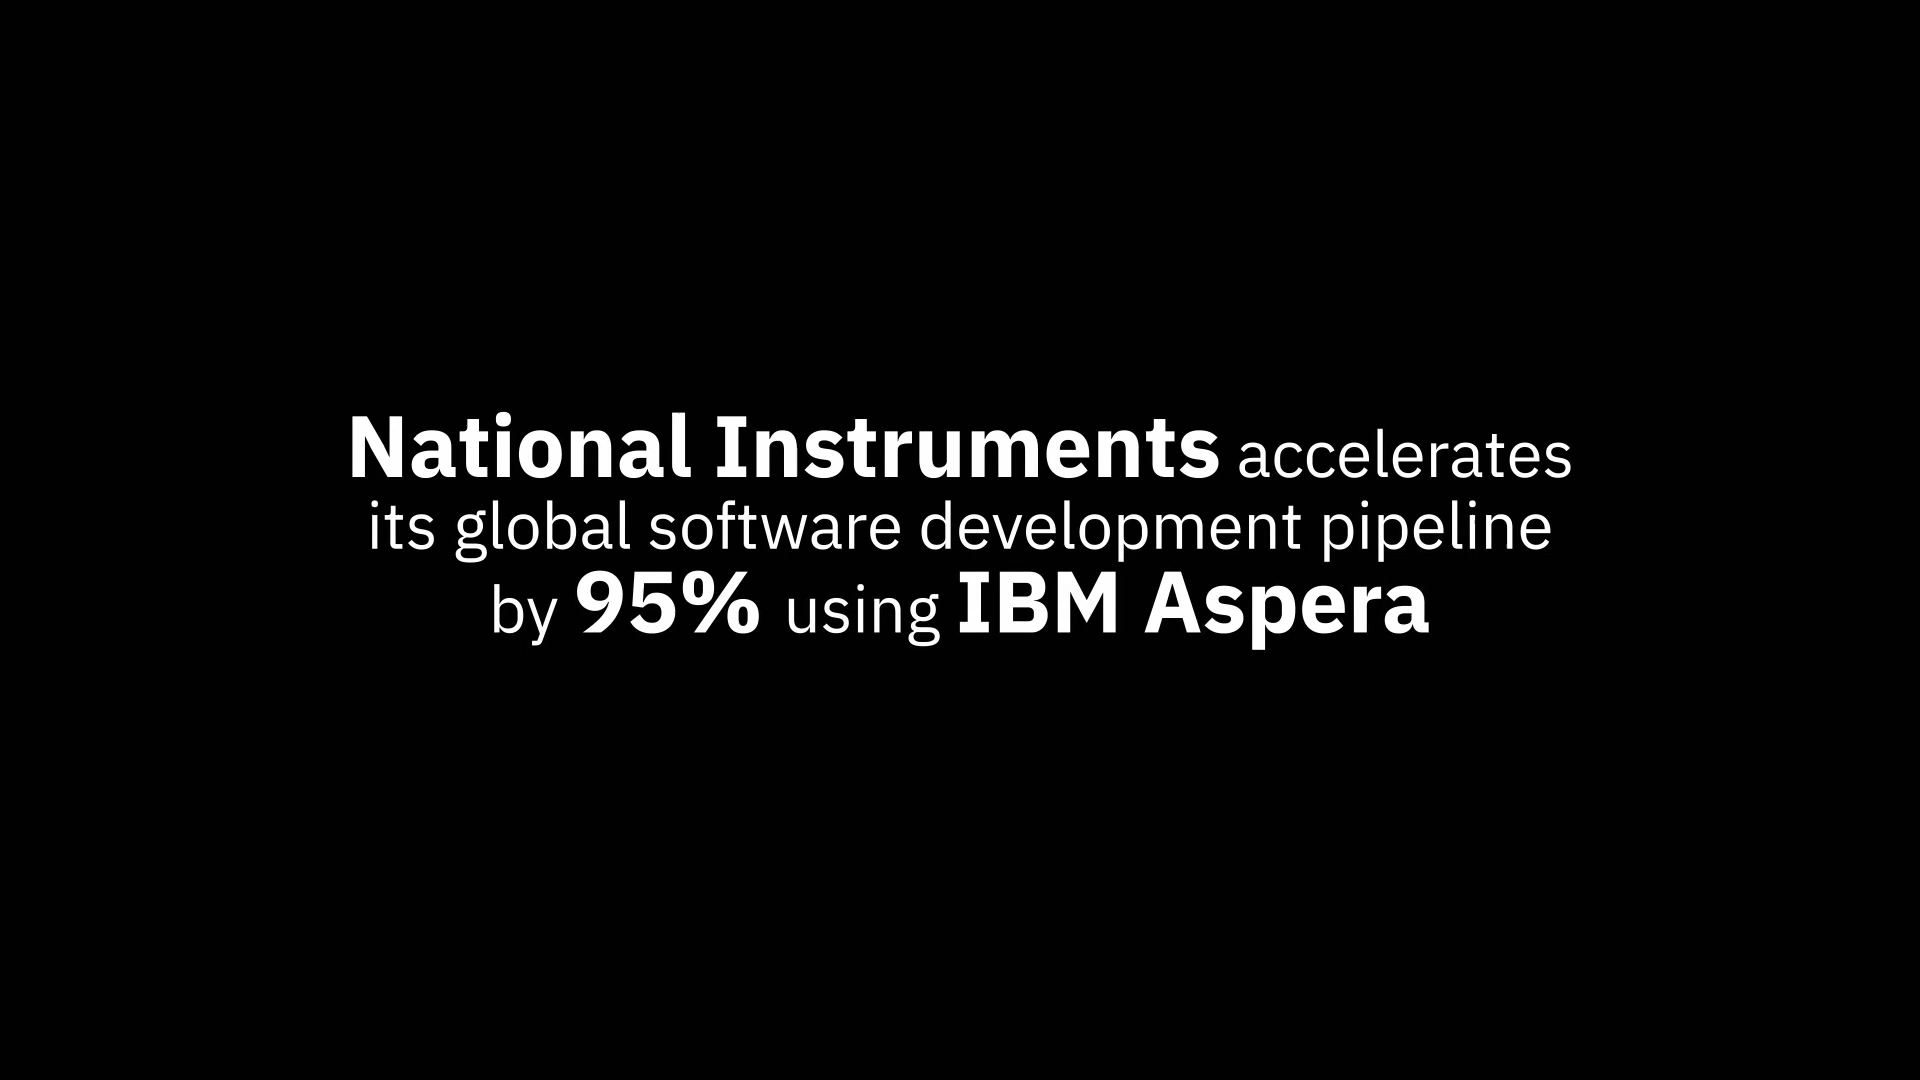 National Instruments accelerates
its global software development pipeline
by 95% using IBM Aspera